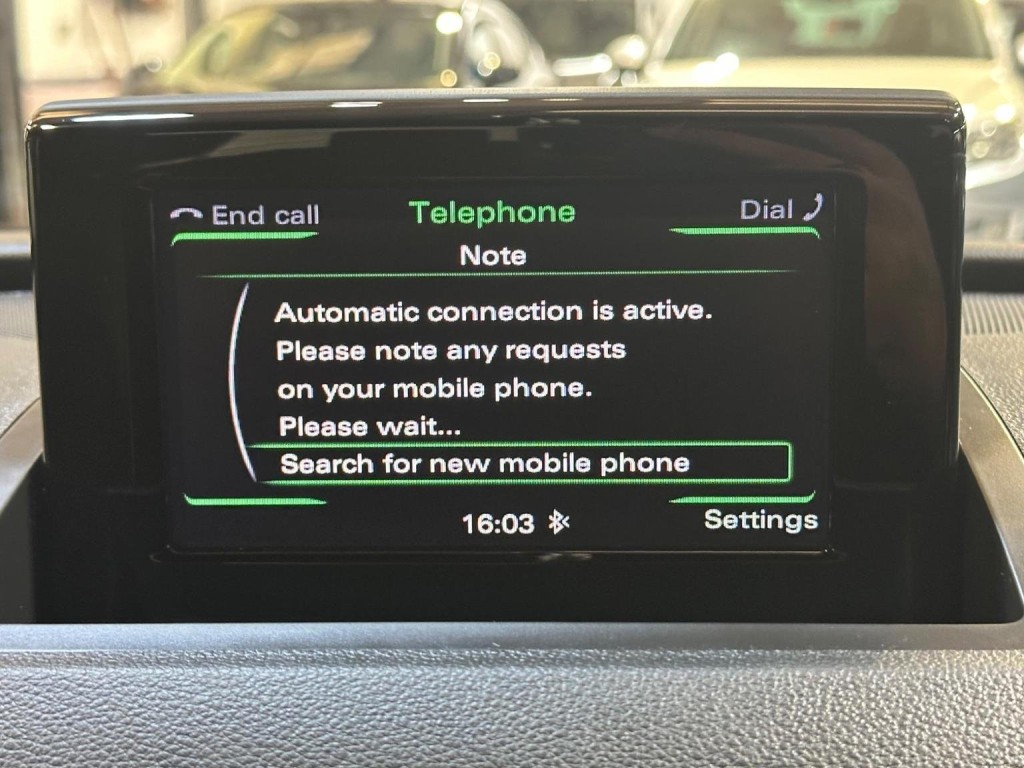 End call
Telephone
Dial
Note
Automatic connection is active.
Please note any requests
on your mobile phone.
Please wait...
Search for new mobile phone
16:03
Settings